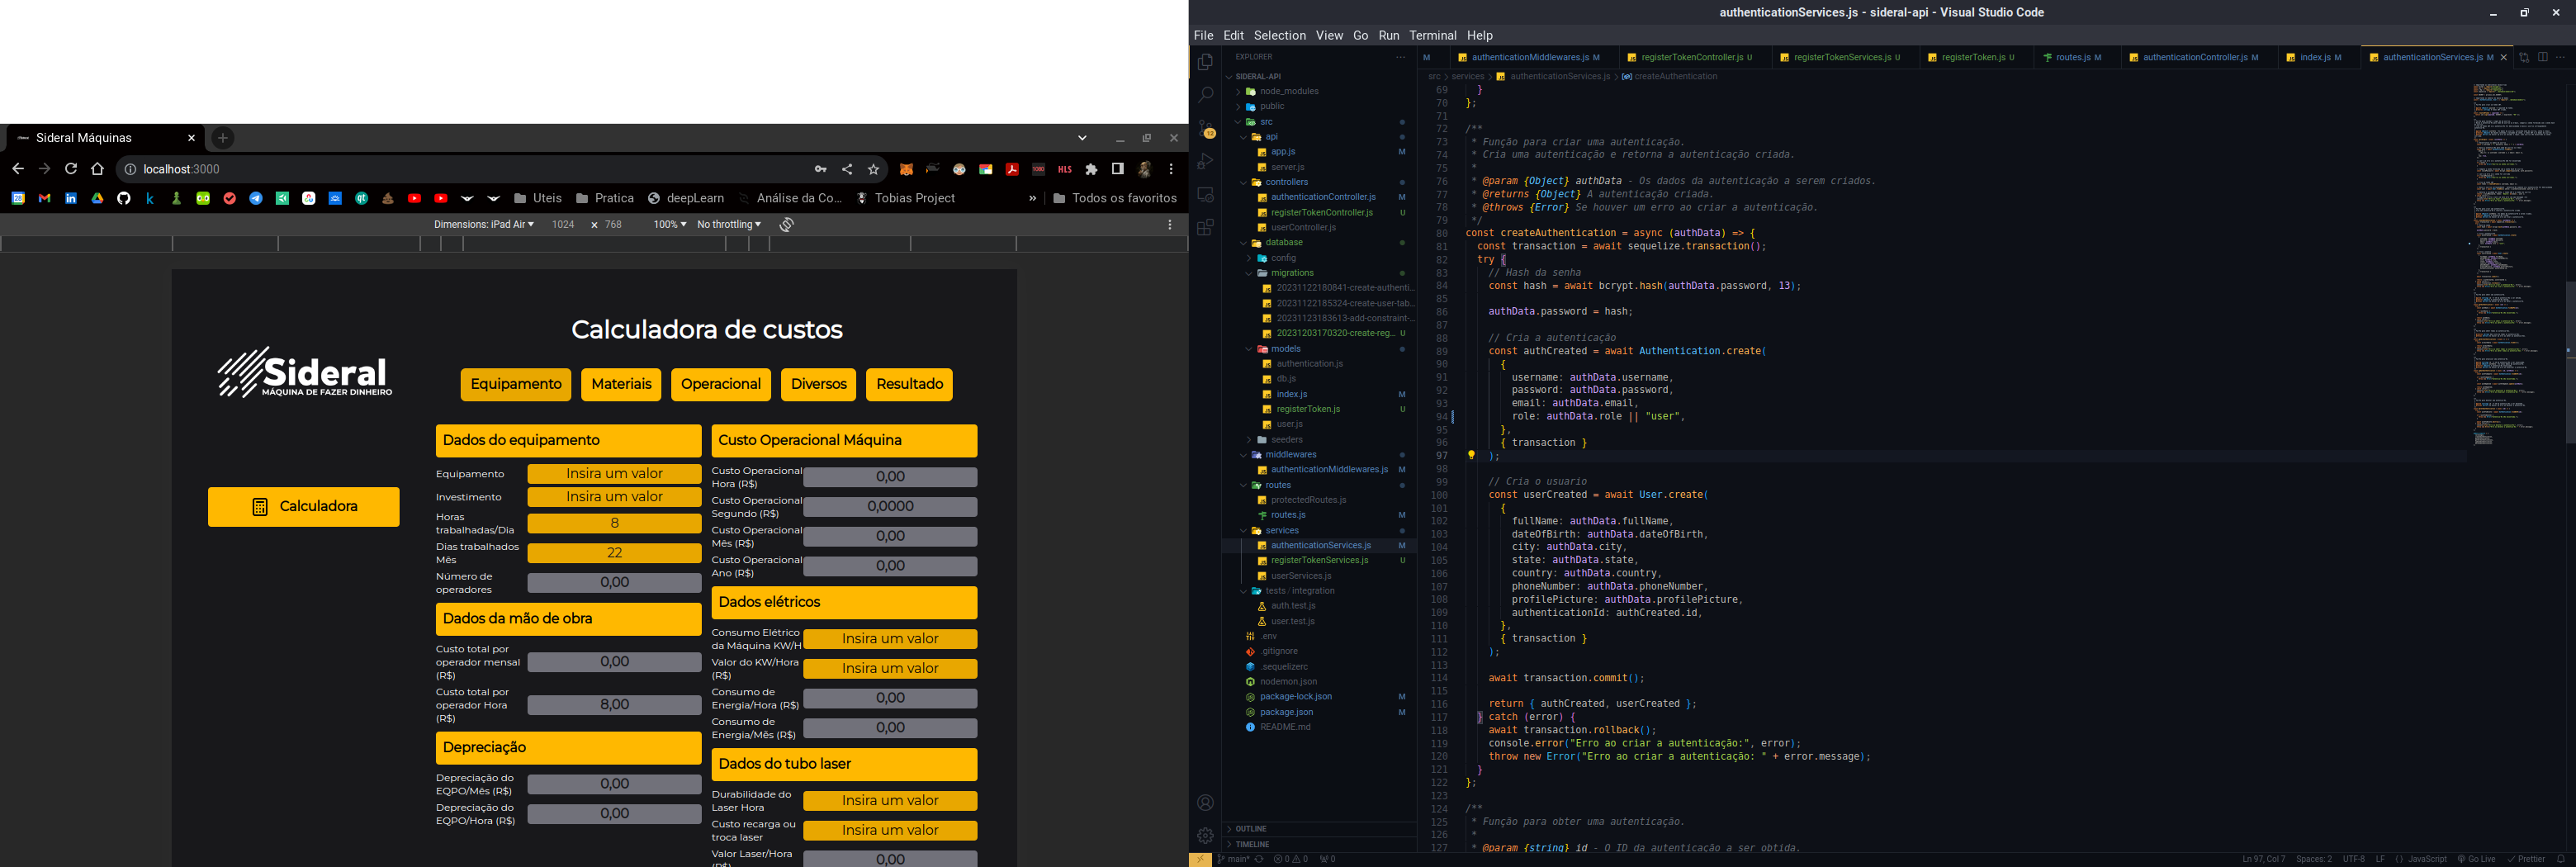 Sideral Máquinas
localhost:3000
HLS
Uteis
Pratica
deepLearn
Análise da Co...
Tobias Project
»
Todos os favoritos
Dimensions: iPad Air
1024 × 768
100%
No throttling
Calculadora de custos
Sideral
MÁQUINA DE FAZER DINHEIRO
Equipamento
Materiais
Operacional
Diversos
Resultado
Calculadora
Dados do equipamento
Equipamento
Insira um valor
Investimento
Insira um valor
Horas
trabalhadas/Dia
8
Dias trabalhados
Mês
22
Número de
operadores
0,00
Dados da mão de obra
Custo total por
operador mensal
(R$)
0,00
Custo total por
operador Hora
(R$)
8,00
Depreciação
Depreciação do
EQPO/Mês (R$)
0,00
Depreciação do
EQPO/Hora (R$)
0,00
Custo Operacional Máquina
Custo Operacional
Hora (R$)
0,00
Custo Operacional
Segundo (R$)
0,0000
Custo Operacional
Mês (R$)
0,00
Custo Operacional
Ano (R$)
0,00
Dados elétricos
Consumo Elétrico
da Máquina KW/H
Insira um valor
Valor do KW/Hora
(R$)
Insira um valor
Consumo de
Energia/Hora (R$)
0,00
Consumo de
Energia/Mês (R$)
0,00
Dados do tubo laser
Durabilidade do
Laser Hora
Insira um valor
Custo recarga ou
troca laser
Insira um valor
Valor Laser/Hora
0,00
authenticationServices.js - sideral-api - Visual Studio Code
File Edit Selection View Go Run Terminal Help
EXPLORER
M
authenticationMiddlewares.js M
registerTokenController.js U
registerTokenServices.js U
registerToken.js U
routes.js M
authenticationController.js M
index.js M
authenticationServices.js M
src > services > authenticationServices.js > createAuthentication
SIDERAL-API
node_modules
public
src
api
app.js M
server.js
controllers
authenticationController.js M
registerTokenController.js U
userController.js
database
config
migrations
20231122180841-create-authenti...
20231122185324-create-user-tab...
20231123183613-add-constraint-...
20231203170320-create-reg... U
models
authentication.js
db.js
index.js M
registerToken.js U
user.js
seeders
middlewares
authenticationMiddlewares.js M
routes
protectedRoutes.js
routes.js M
services
authenticationServices.js M
registerTokenServices.js U
userServices.js
tests / integration
auth.test.js
user.test.js
.env
.gitignore
.sequelizerc
nodemon.json
package-lock.json M
package.json M
README.md
OUTLINE
TIMELINE
69 }
70 };
71
72 /**
73 * Função para criar uma autenticação.
74 * Cria uma autenticação e retorna a autenticação criada.
75 *
76 * @param {Object} authData - Os dados da autenticação a serem criados.
77 * @returns {Object} A autenticação criada.
78 * @throws {Error} Se houver um erro ao criar a autenticação.
79 */
80 const createAuthentication = async (authData) => {
81 const transaction = await sequelize.transaction();
82 try {
83 // Hash da senha
84 const hash = await bcrypt.hash(authData.password, 13);
85
86 authData.password = hash;
87
88 // Cria a autenticação
89 const authCreated = await Authentication.create(
90 {
91 username: authData.username,
92 password: authData.password,
93 email: authData.email,
94 role: authData.role || "user",
95 },
96 { transaction }
97 );
98
99 // Cria o usuario
100 const userCreated = await User.create(
101 {
102 fullName: authData.fullName,
103 dateOfBirth: authData.dateOfBirth,
104 city: authData.city,
105 state: authData.state,
106 country: authData.country,
107 phoneNumber: authData.phoneNumber,
108 profilePicture: authData.profilePicture,
109 authenticationId: authCreated.id,
110 },
111 { transaction }
112 );
113
114 await transaction.commit();
115
116 return { authCreated, userCreated };
117 } catch (error) {
118 await transaction.rollback();
119 console.error("Erro ao criar a autenticação:", error);
120 throw new Error("Erro ao criar a autenticação: " + error.message);
121 }
122 };
123
124 /**
125 * Função para obter uma autenticação.
126 *
127 * @param {string} id - O ID da autenticação a ser obtida.
main* 0 0 0
Ln 97, Col 7 Spaces: 2 UTF-8 LF {} JavaScript Go Live Prettier